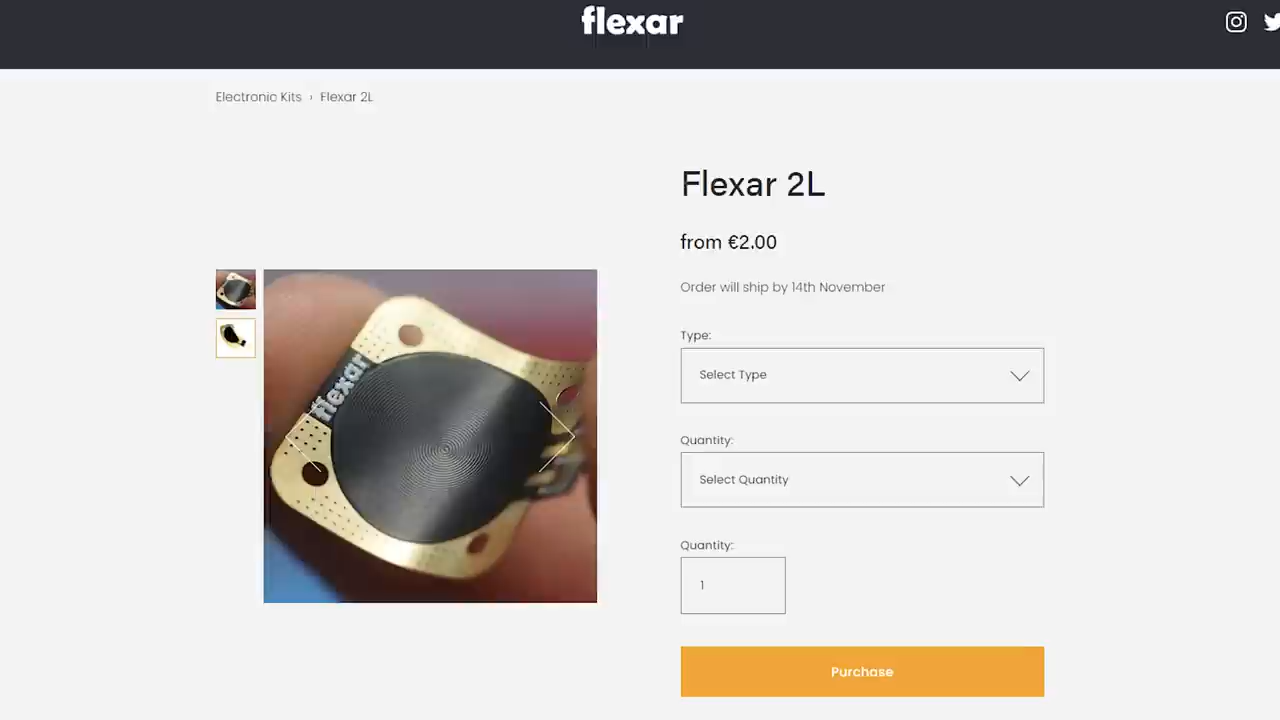 flexar
Electronic Kits › Flexar 2L
Flexar 2L
from €2.00
Order will ship by 14th November
Type:
Select Type
Quantity:
Select Quantity
Quantity:
1
Purchase
flexar